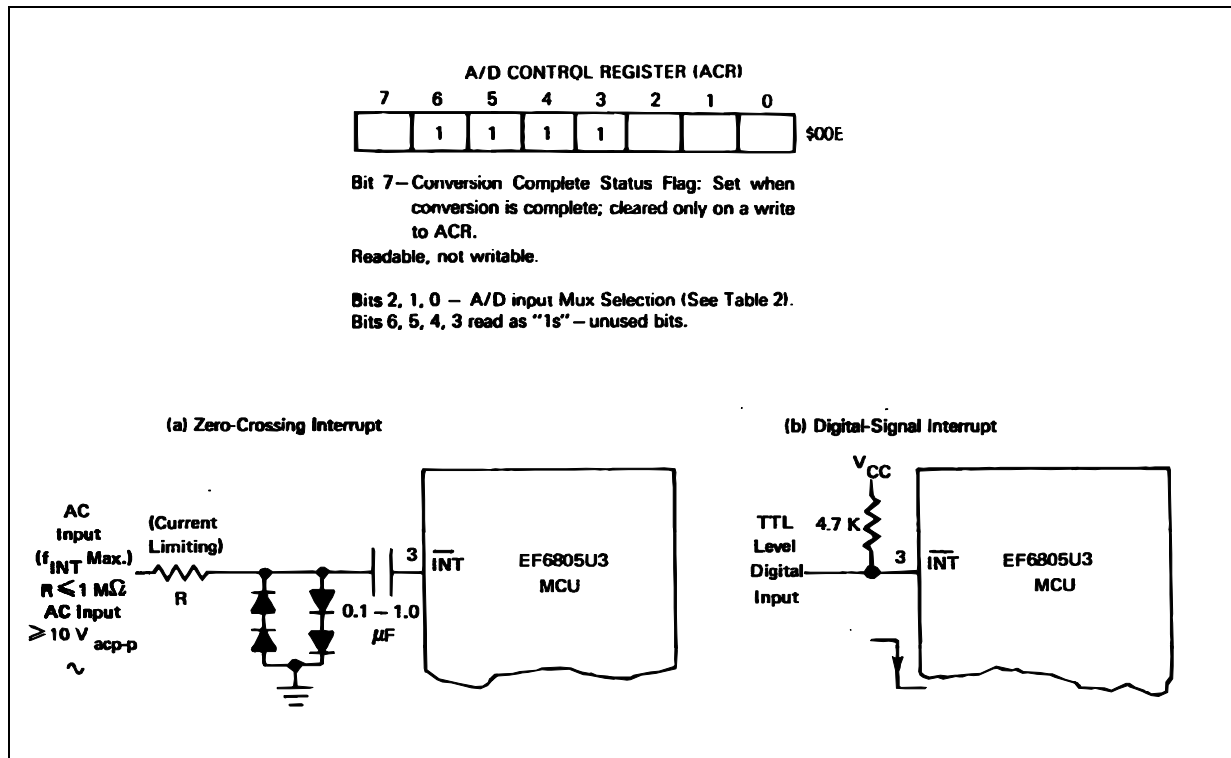 A/D CONTROL REGISTER (ACR)
7 6 5 4 3 2 1 0
1 1 1 1 $00E
Bit 7—Conversion Complete Status Flag: Set when
conversion is complete; cleared only on a write
to ACR.
Readable, not writable.
Bits 2, 1, 0 — A/D input Mux Selection (See Table 2).
Bits 6, 5, 4, 3 read as "1s" — unused bits.
(a) Zero-Crossing Interrupt
AC
Input
(fINT Max.)
R ⩽ 1 MΩ
AC Input
⩾ 10 V acp-p
~
(Current
Limiting)
R
0.1 – 1.0
μF
3
I̅N̅T̅
EF6805U3
MCU
(b) Digital-Signal Interrupt
VCC
4.7 K
TTL
Level
Digital
Input
3
I̅N̅T̅
EF6805U3
MCU